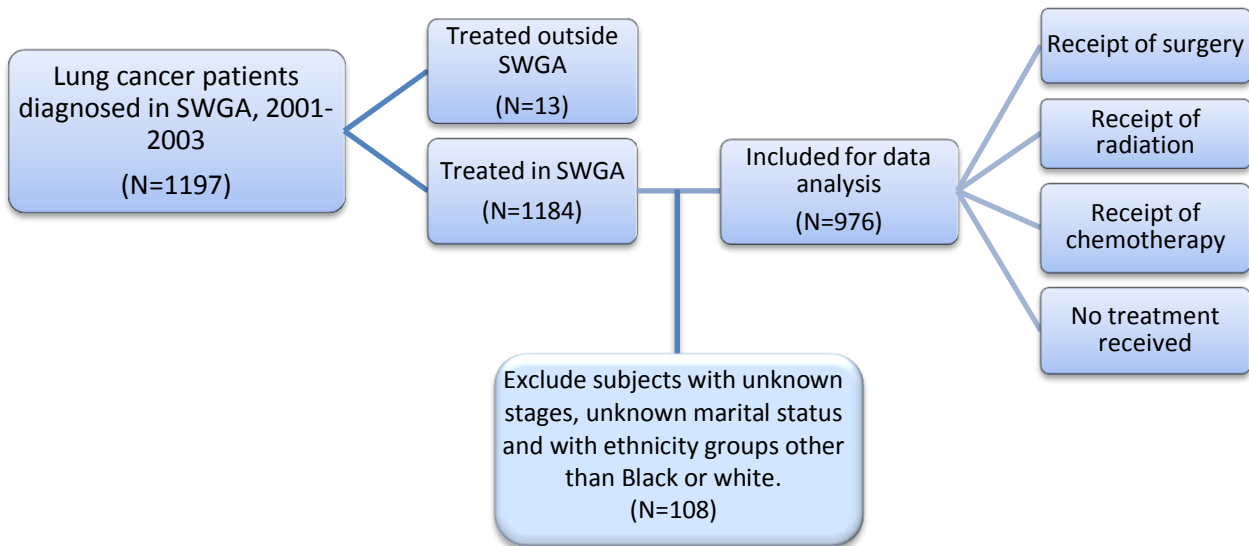 Lung cancer patients
diagnosed in SWGA, 2001-
2003
(N=1197)
Treated outside
SWGA
(N=13)
Treated in SWGA
(N=1184)
Exclude subjects with unknown
stages, unknown marital status
and with ethnicity groups other
than Black or white.
(N=108)
Included for data
analysis
(N=976)
Receipt of surgery
Receipt of
radiation
Receipt of
chemotherapy
No treatment
received